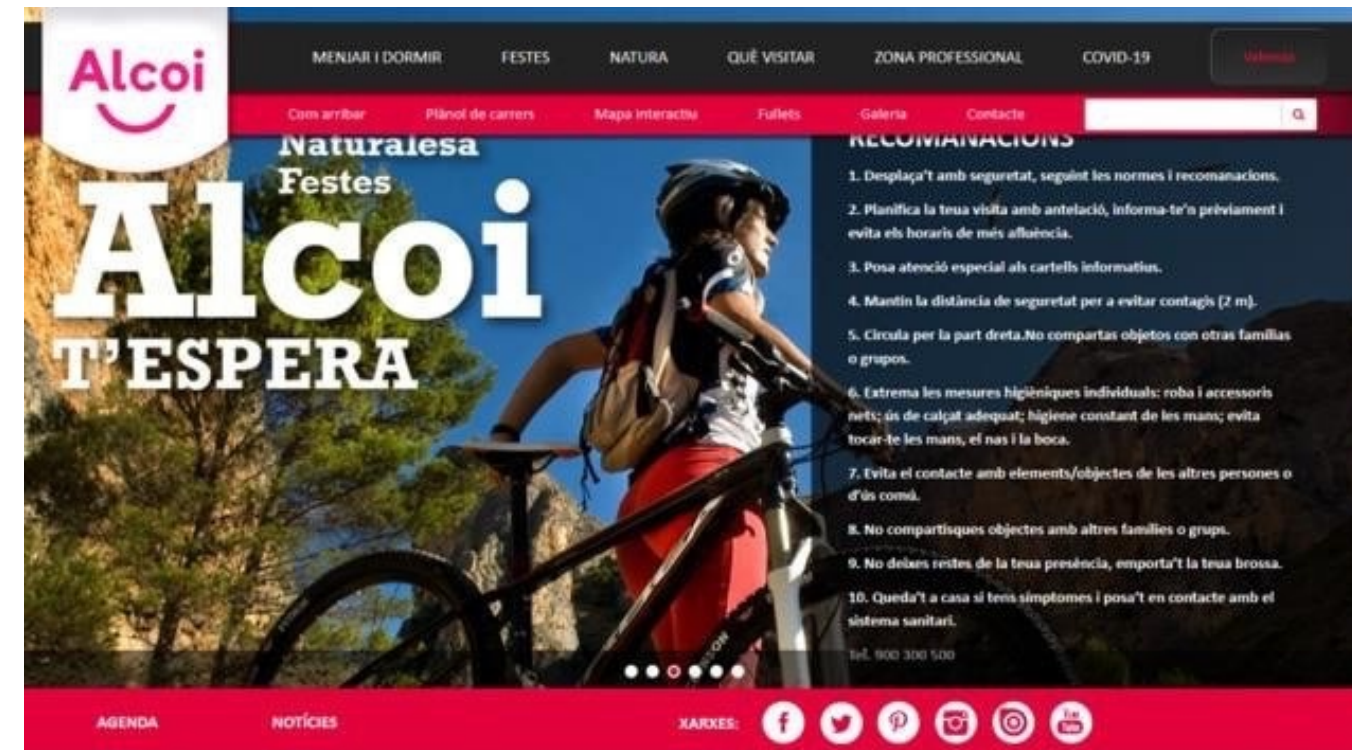 Alcoi
MENJAR I DORMIR
FESTES
NATURA
QUÈ VISITAR
ZONA PROFESSIONAL
COVID-19
Com arribar
Plànol de carrers
Mapa Interactiu
Fullets
Galeria
Contacte
Naturalesa
Festes
Alcoi
T'ESPERA
RECOMANACIONS
1. Desplaça't amb seguretat, seguint les normes i recomanacions.
2. Planifica la teua visita amb antelació, informa-te'n prèviament i
evita els horaris de més afluència.
3. Posa atenció especial als cartells informatius.
4. Mantin la distància de seguretat per a evitar contagis (2 m).
5. Circula per la part dreta.No compartas objetos con otras familias
o grupos.
6. Extrema les mesures higièniques individuals: roba i accessoris
nets; ús de calçat adequat; higiene constant de les mans; evita
tocar-te les mans, el nas i la boca.
7. Evita el contacte amb elements/objectes de les altres persones o
d'ús comú.
8. No compartisques objectes amb altres famílies o grups.
9. No deixes restes de la teua presència, emporta't la teua brossa.
10. Queda't a casa si tens símptomes i posa't en contacte amb el
sistema sanitari.
Tel. 900 300 500
AGENDA
NOTÍCIES
XARXES:
You
Tube